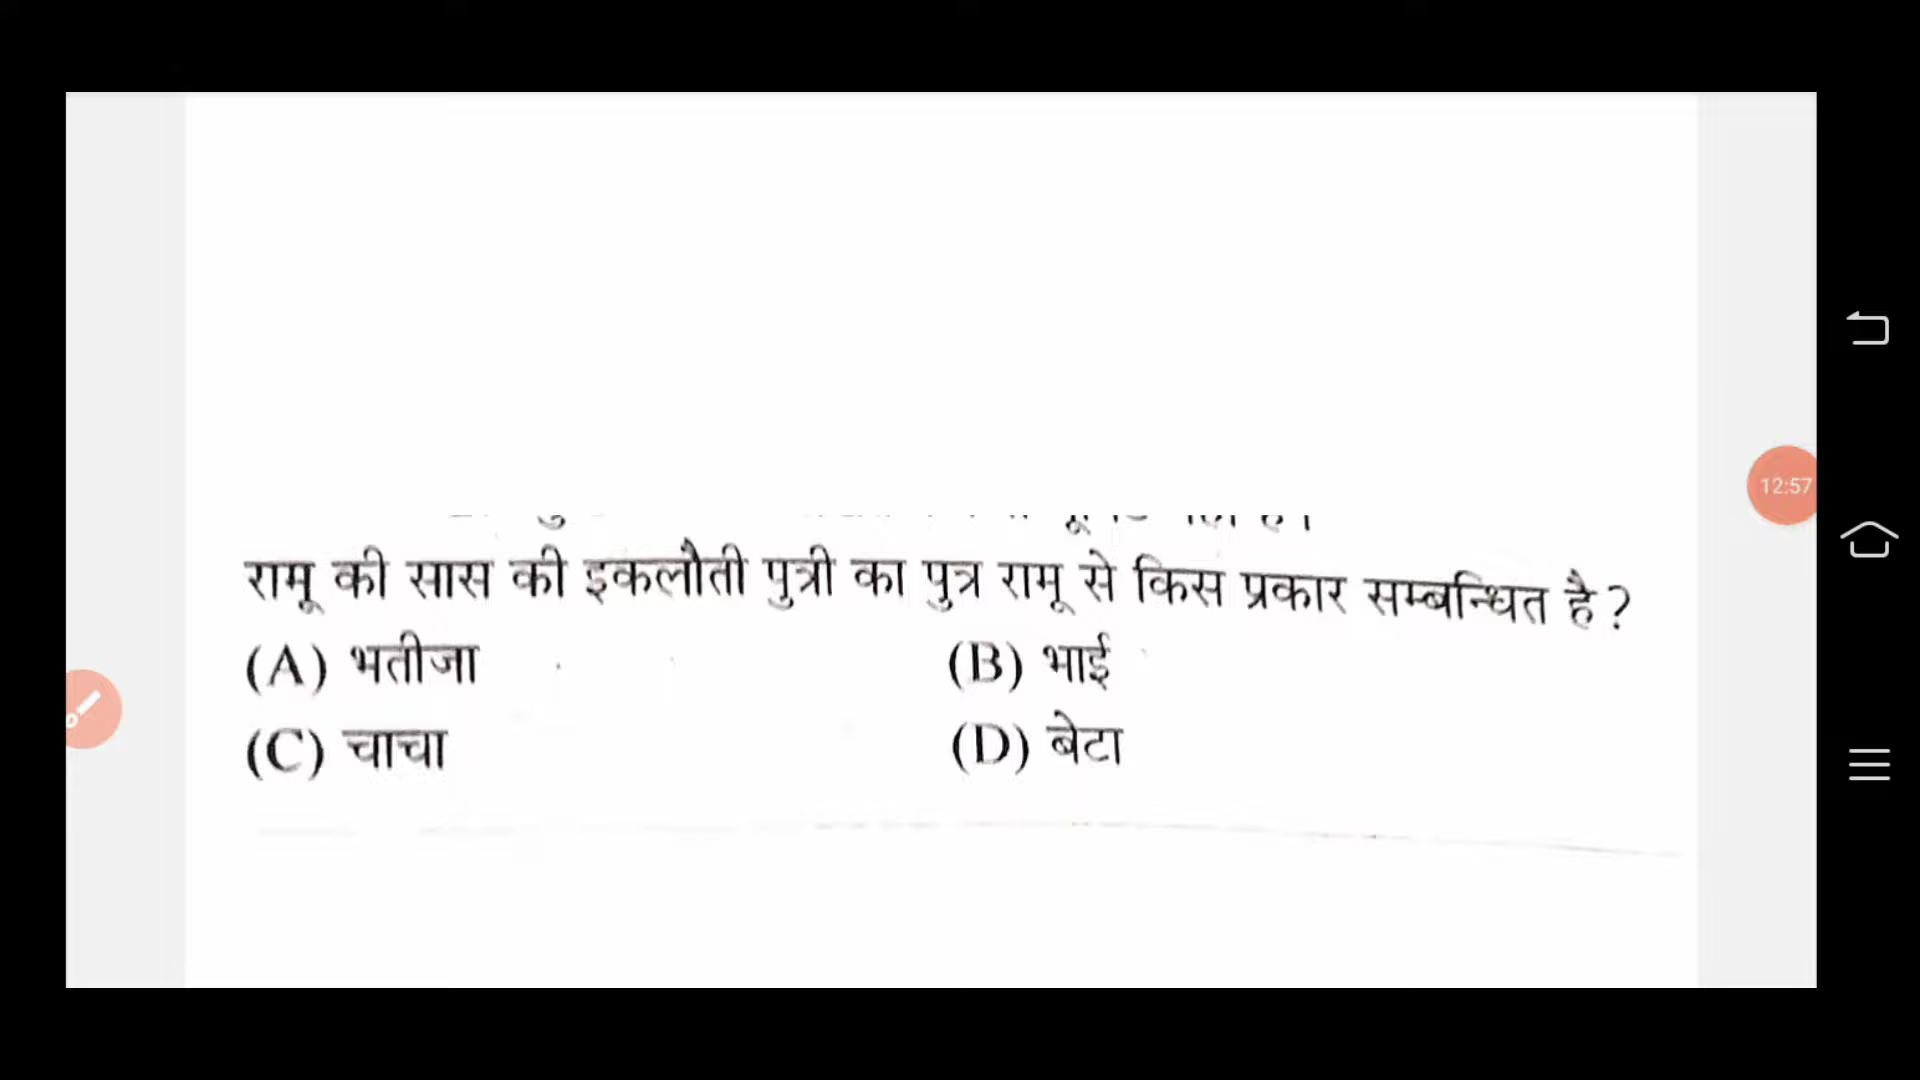 12:57
रामू की सास की इकलौती पुत्री का पुत्र रामू से किस प्रकार सम्बन्धित है ?
(A) भतीजा (B) भाई
(C) चाचा (D) बेटा